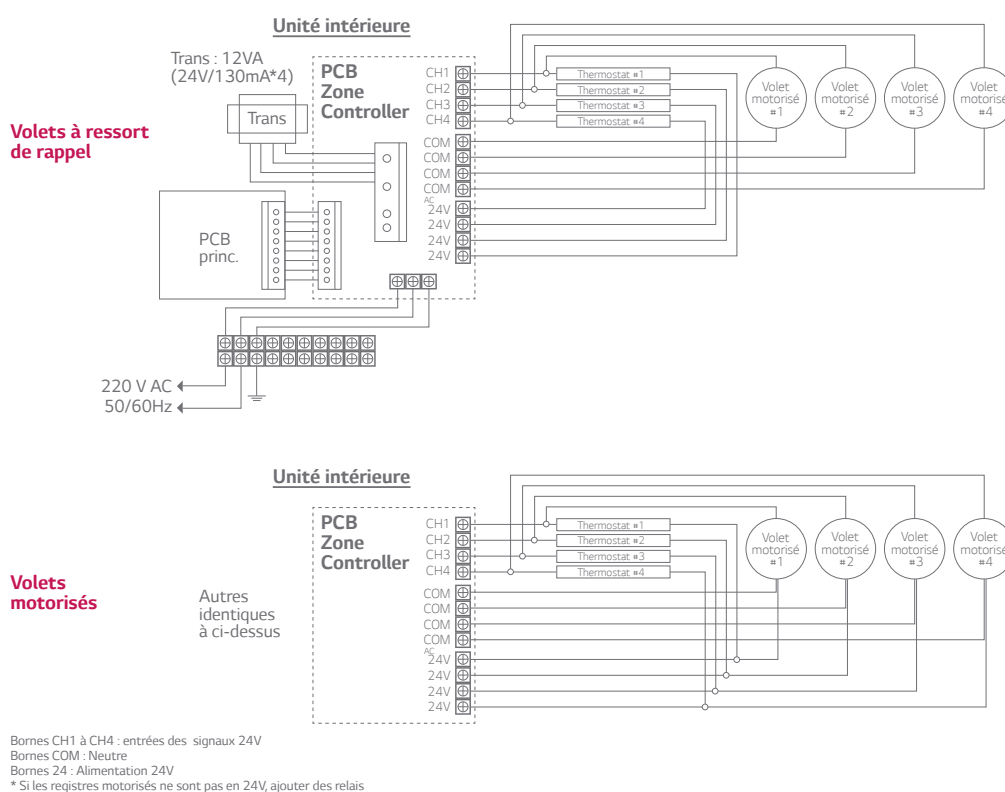 Unité intérieure
Trans : 12VA
(24V/130mA*4)
Trans
Volets à ressort
de rappel
PCB
Zone
Controller
CH1
CH2
CH3
CH4
COM
COM
COM
COM
AC
24V
24V
24V
24V
Thermostat #1
Thermostat #2
Thermostat #3
Thermostat #4
Volet
motorisé
#1
Volet
motorisé
#2
Volet
motorisé
#3
Volet
motorisé
#4
PCB
princ.
220 V AC
50/60Hz
Unité intérieure
Volets
motorisés
Autres
identiques
à ci-dessus
PCB
Zone
Controller
CH1
CH2
CH3
CH4
COM
COM
COM
COM
AC
24V
24V
24V
24V
Thermostat #1
Thermostat #2
Thermostat #3
Thermostat #4
Volet
motorisé
#1
Volet
motorisé
#2
Volet
motorisé
#3
Volet
motorisé
#4
Bornes CH1 à CH4 : entrées des signaux 24V
Bornes COM : Neutre
Bornes 24 : Alimentation 24V
* Si les registres motorisés ne sont pas en 24V, ajouter des relais